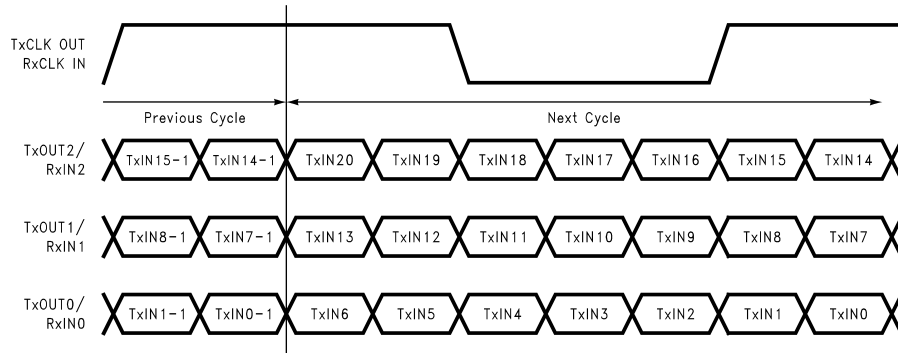 TxCLK OUT
RxCLK IN
Previous Cycle Next Cycle
TxOUT2/
RxIN2
TxIN15-1 TxIN14-1 TxIN20 TxIN19 TxIN18 TxIN17 TxIN16 TxIN15 TxIN14
TxOUT1/
RxIN1
TxIN8-1 TxIN7-1 TxIN13 TxIN12 TxIN11 TxIN10 TxIN9 TxIN8 TxIN7
TxOUT0/
RxIN0
TxIN1-1 TxIN0-1 TxIN6 TxIN5 TxIN4 TxIN3 TxIN2 TxIN1 TxIN0